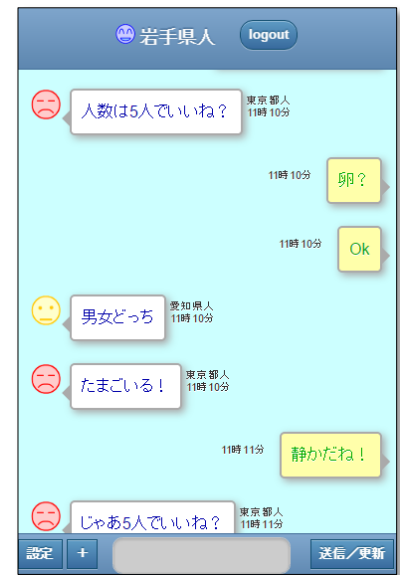 岩手県人 logout
人数は5人でいいね？ 東京都人
11時10分
11時10分 卵？
11時10分 Ok
男女どっち 愛知県人
11時10分
たまごいる！ 東京都人
11時10分
11時11分 静かだね！
じゃあ5人でいいね？ 東京都人
11時11分
設定 + 送信／更新